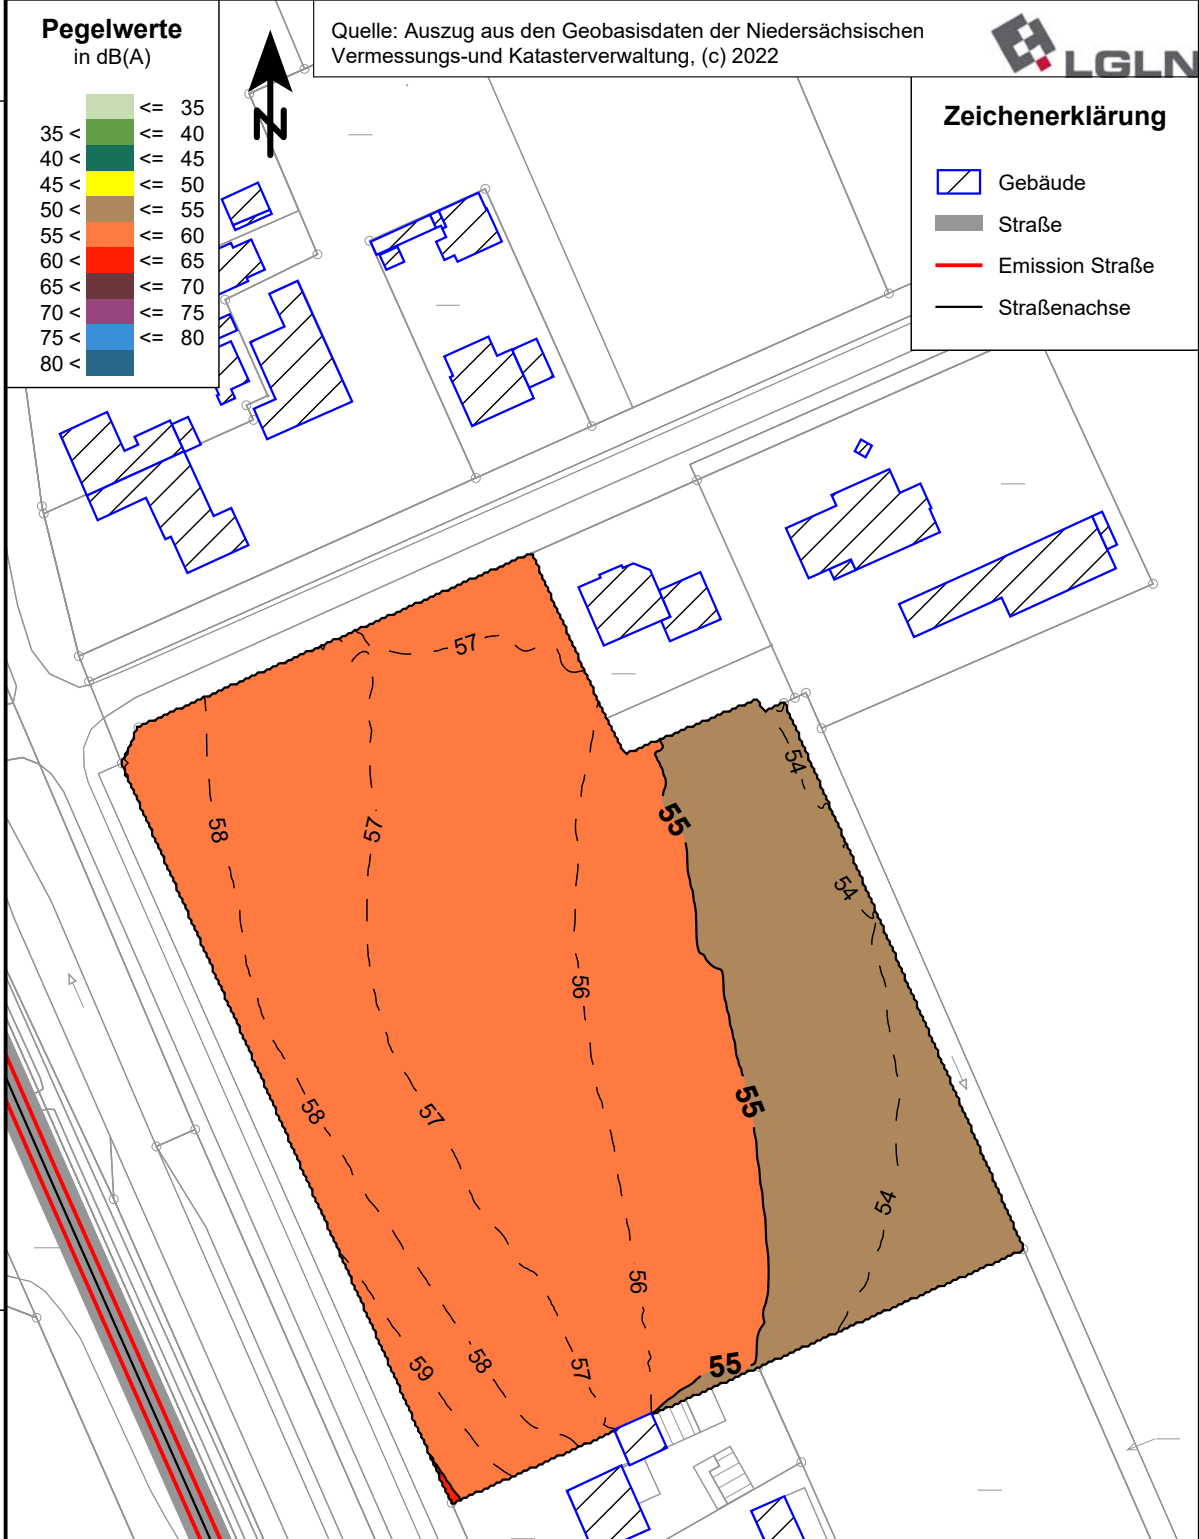 Pegelwerte
in dB(A)
<= 35
35 < <= 40
40 < <= 45
45 < <= 50
50 < <= 55
55 < <= 60
60 < <= 65
65 < <= 70
70 < <= 75
75 < <= 80
80 <
N
Quelle: Auszug aus den Geobasisdaten der Niedersächsischen
Vermessungs-und Katasterverwaltung, (c) 2022
LGLN
Zeichenerklärung
Gebäude
Straße
Emission Straße
Straßenachse
57
54
58
57
55
54
56
58
57
55
54
56
59
58
57
55